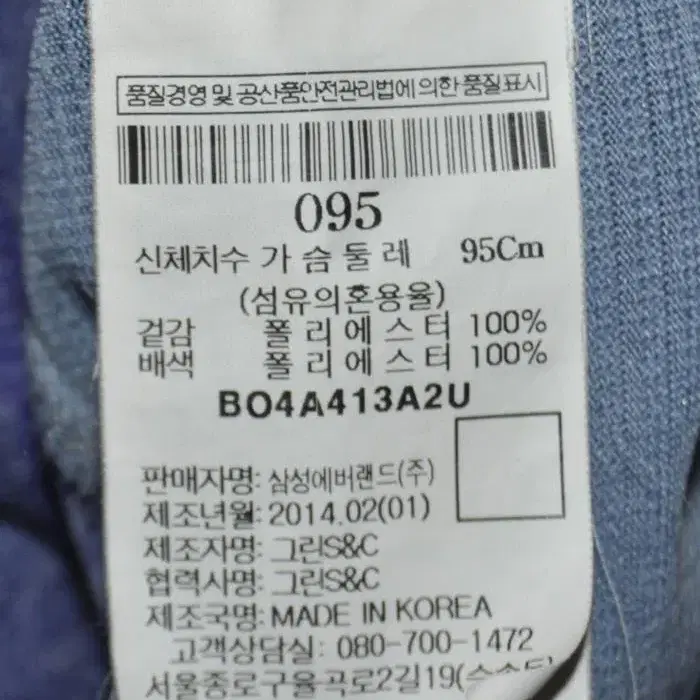 품질경영 및 공산품안전관리법에 의한 품질표시
095
신체치수 가슴둘레 95Cm
(섬유의혼용율)
겉감 폴리에스터 100%
배색 폴리에스터 100%
BO4A413A2U
판매자명: 삼성에버랜드(주)
제조년월: 2014.02(01)
제조자명: 그린S&C
협력사명: 그린S&C
제조국명: MADE IN KOREA
고객상담실: 080-700-1472
서울종로구율곡로2길19(수송동)